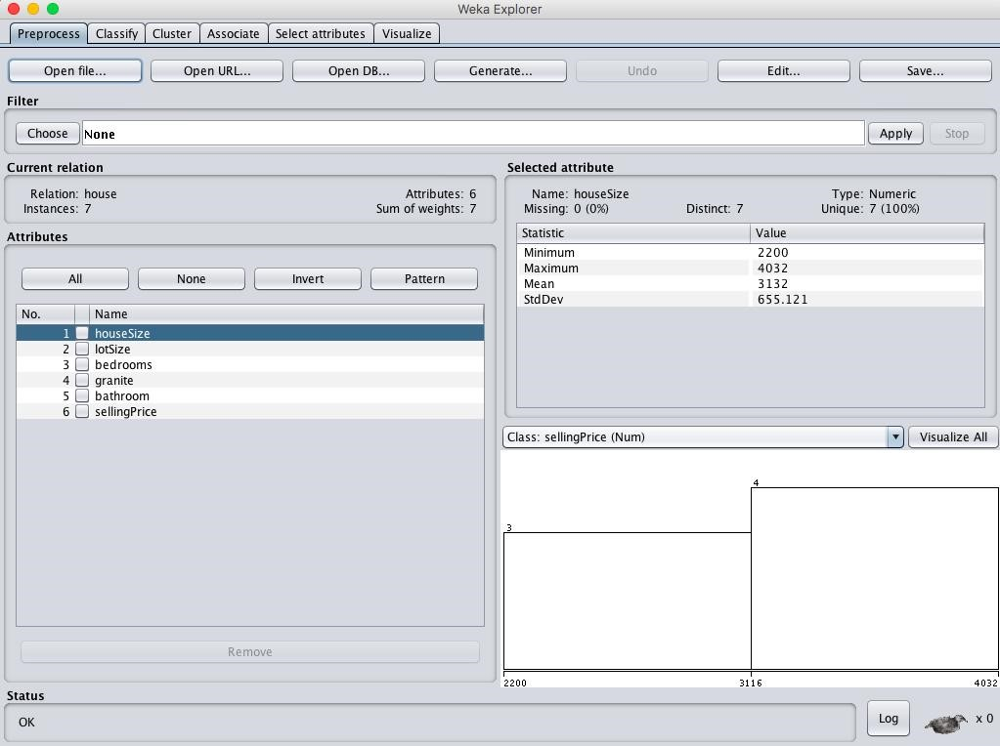 Weka Explorer
Preprocess Classify Cluster Associate Select attributes Visualize
Open file... Open URL... Open DB... Generate... Undo Edit... Save...
Filter
Choose None Apply Stop
Current relation
Relation: house Attributes: 6
Instances: 7 Sum of weights: 7
Attributes
All None Invert Pattern
No. Name
1 houseSize
2 lotSize
3 bedrooms
4 granite
5 bathroom
6 sellingPrice
Remove
Selected attribute
Name: houseSize Type: Numeric
Missing: 0 (0%) Distinct: 7 Unique: 7 (100%)
Statistic Value
Minimum 2200
Maximum 4032
Mean 3132
StdDev 655.121
Class: sellingPrice (Num) Visualize All
4
3
2200 3116 4032
Status
OK Log x 0